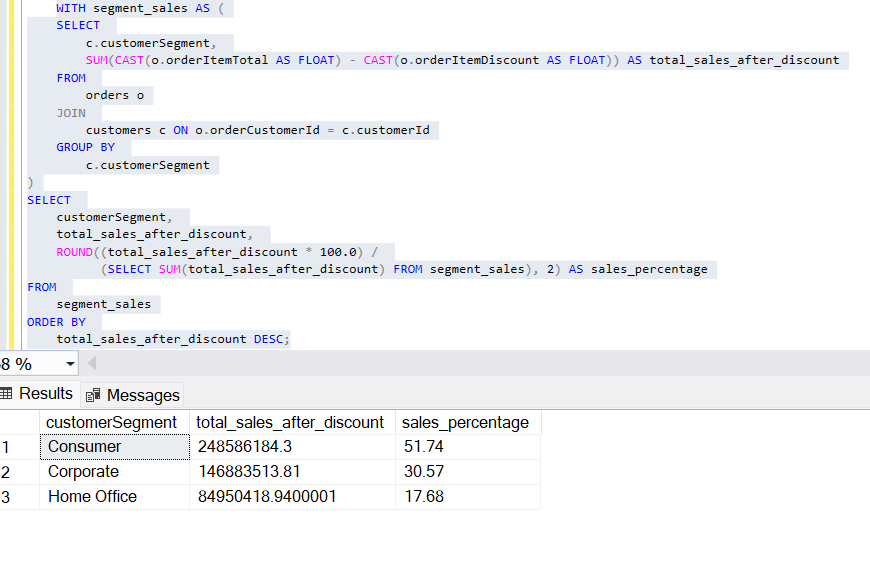 WITH segment_sales AS (
SELECT
c.customerSegment,
SUM(CAST(o.orderItemTotal AS FLOAT) - CAST(o.orderItemDiscount AS FLOAT)) AS total_sales_after_discount
FROM
orders o
JOIN
customers c ON o.orderCustomerId = c.customerId
GROUP BY
c.customerSegment
)
SELECT
customerSegment,
total_sales_after_discount,
ROUND((total_sales_after_discount * 100.0) /
(SELECT SUM(total_sales_after_discount) FROM segment_sales), 2) AS sales_percentage
FROM
segment_sales
ORDER BY
total_sales_after_discount DESC;
8 %
Results Messages
customerSegment total_sales_after_discount sales_percentage
1 Consumer 248586184.3 51.74
2 Corporate 146883513.81 30.57
3 Home Office 84950418.9400001 17.68